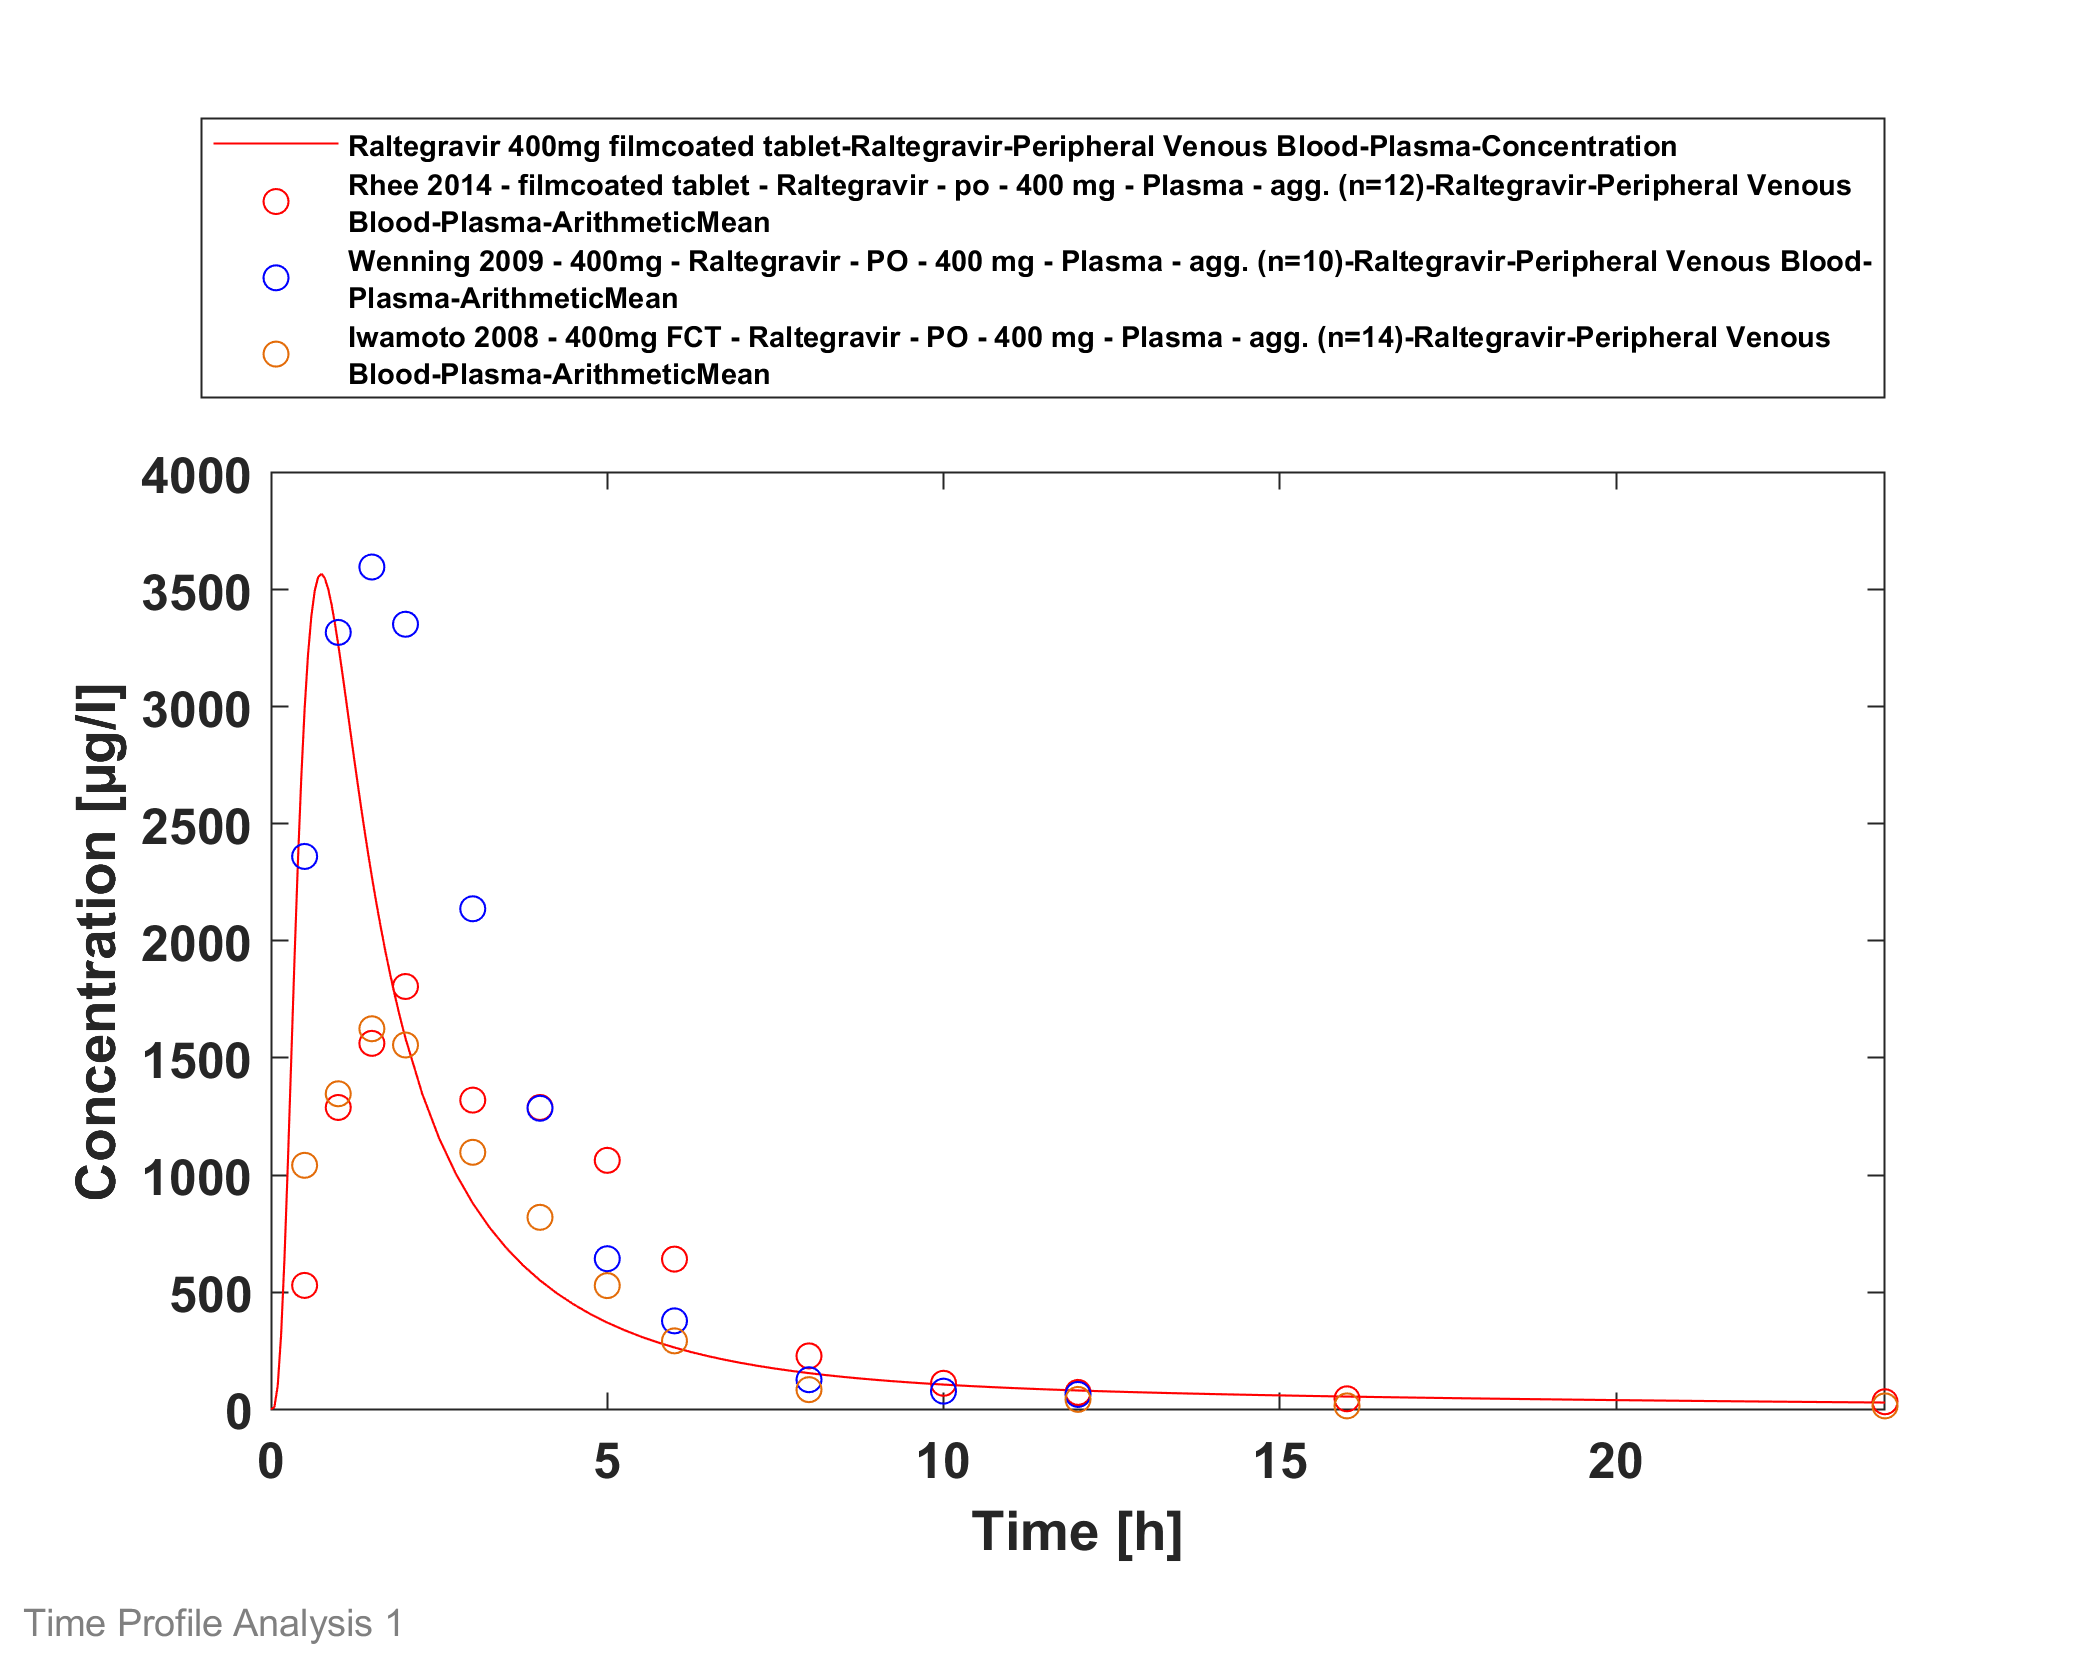 Raltegravir 400mg filmcoated tablet-Raltegravir-Peripheral Venous Blood-Plasma-Concentration
Rhee 2014 - filmcoated tablet - Raltegravir - po - 400 mg - Plasma - agg. (n=12)-Raltegravir-Peripheral Venous
Blood-Plasma-ArithmeticMean
Wenning 2009 - 400mg - Raltegravir - PO - 400 mg - Plasma - agg. (n=10)-Raltegravir-Peripheral Venous Blood-
Plasma-ArithmeticMean
Iwamoto 2008 - 400mg FCT - Raltegravir - PO - 400 mg - Plasma - agg. (n=14)-Raltegravir-Peripheral Venous
Blood-Plasma-ArithmeticMean
4000
3500
3000
2500
2000
1500
1000
500
0
Concentration [µg/l]
0 5 10 15 20
Time [h]
Time Profile Analysis 1